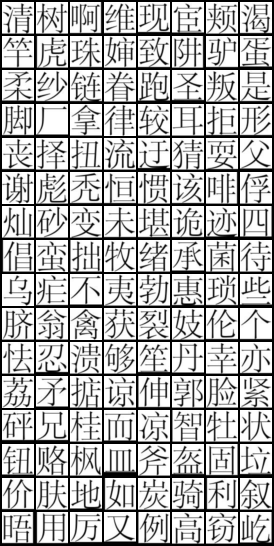 清树啊维现宦颊渴
竿虎珠婶致阱驴蛋
柔纱链眷跑圣叛是
脚厂拿律较耳拒形
丧择扭流迂猜耍父
谢彪秃恒惯该啡俘
灿砂变未堪诡迹四
倡蛮拙牧绪承菌待
乌疟不夷勃惠琐些
脐翁禽获裂妓伦个
怯忍溃够笙丹幸亦
荔矛掂谅伸郭脸紧
砰兄桂而凉智牡状
钮赂枫皿斧盔固垃
价肤地如炭骑利叙
晤用厉又例高窃屹